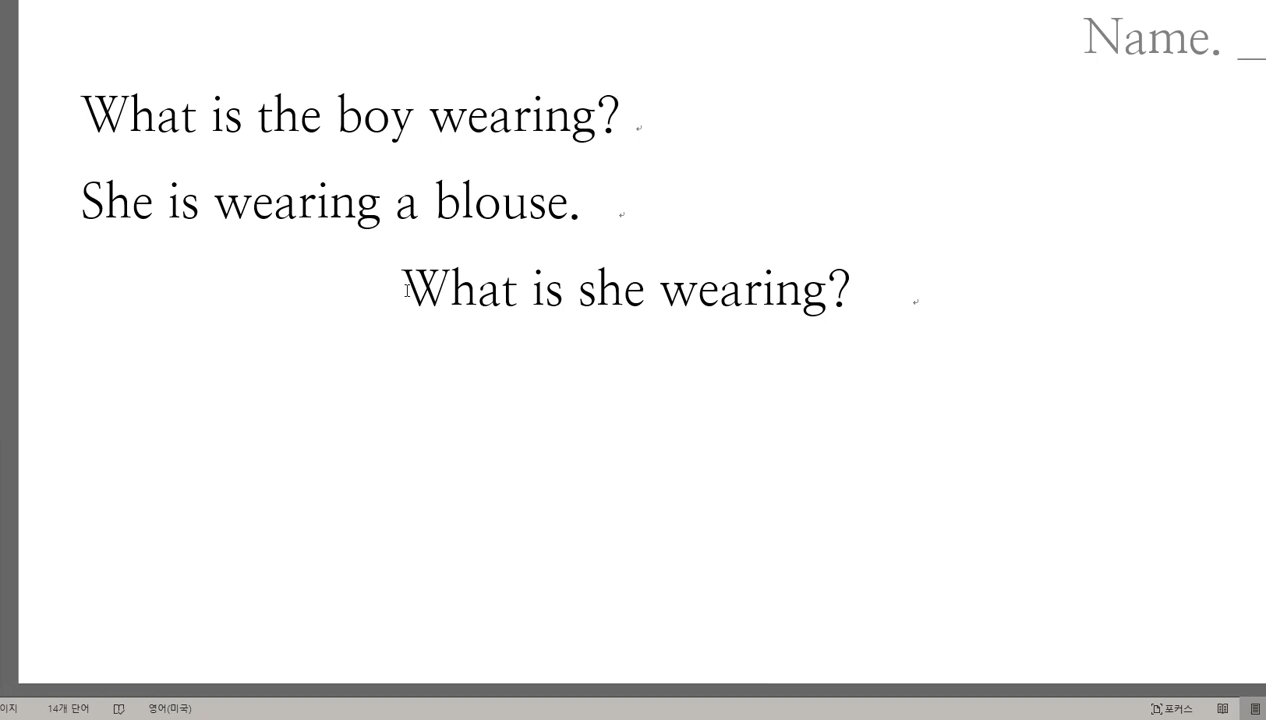 Name. _
What is the boy wearing?
She is wearing a blouse.
What is she wearing?
이지 14개 단어 영어(미국) 포커스